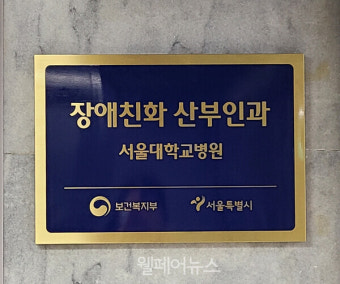 장애친화 산부인과
서울대학교병원
보건복지부 서울특별시
웰페어뉴스